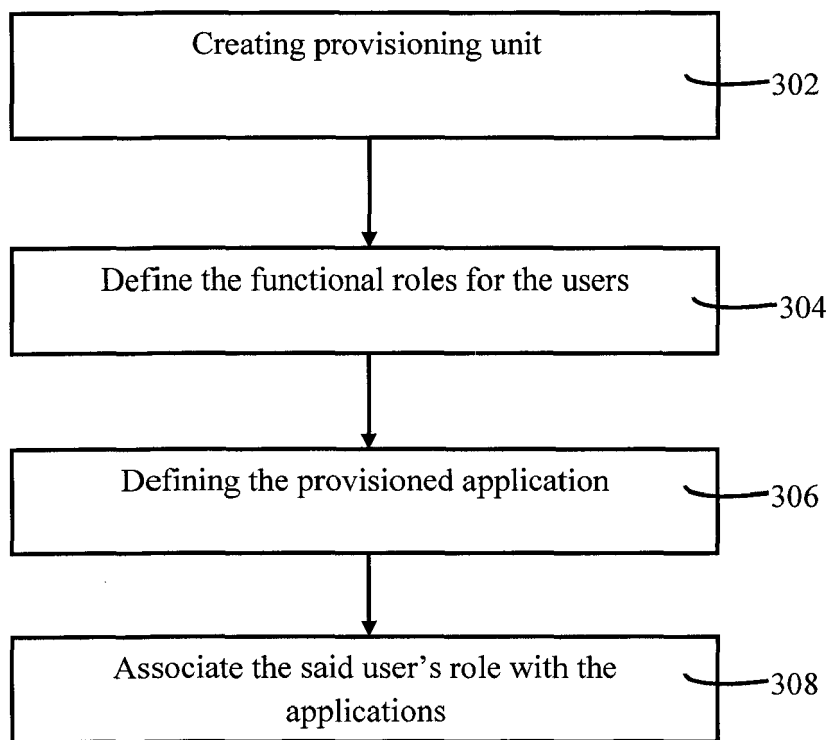 Creating provisioning unit
302
Define the functional roles for the users
304
Defining the provisioned application
306
Associate the said user's role with the
applications
308